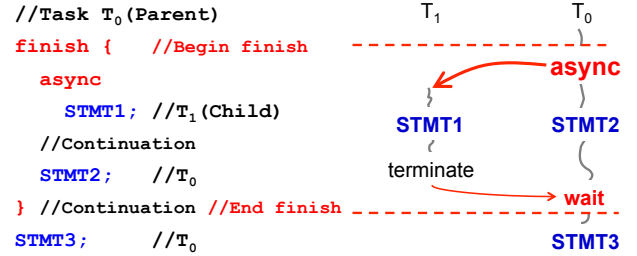 //Task T₀(Parent)
finish { //Begin finish
async
STMT1; //T₁(Child)
//Continuation
STMT2; //T₀
} //Continuation //End finish
STMT3; //T₀
T₁ T₀
async
STMT1 STMT2
terminate
wait
STMT3